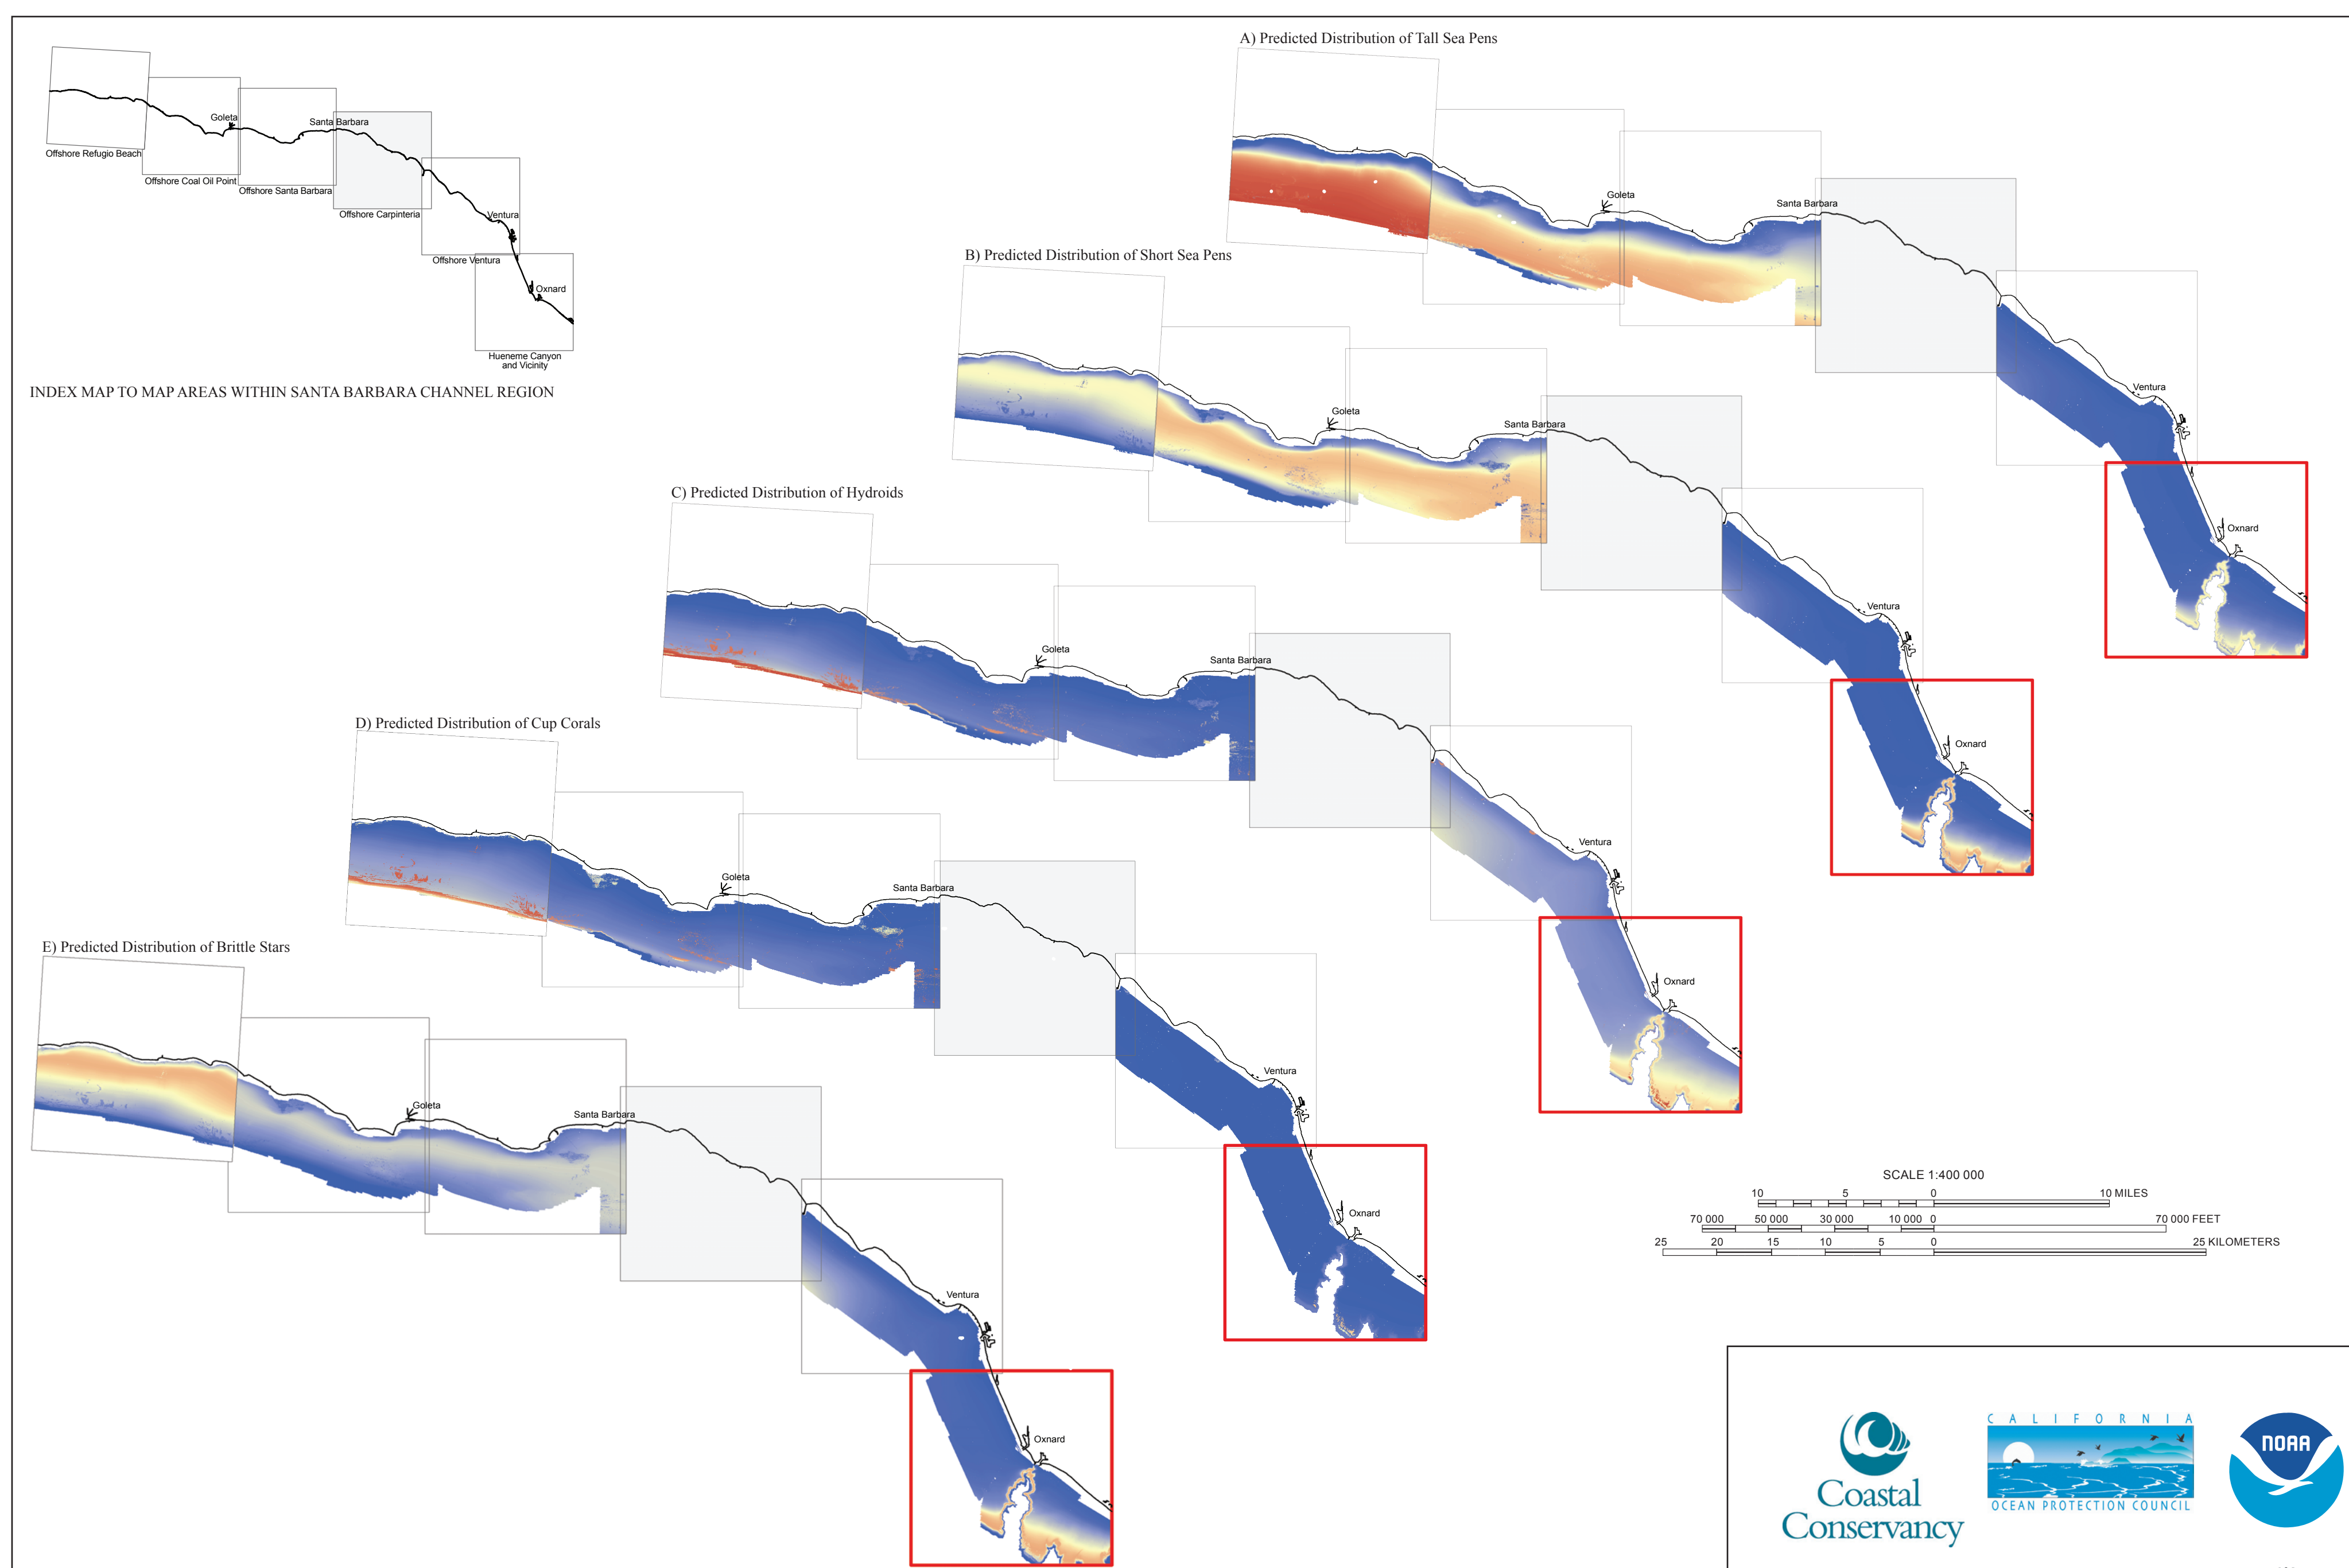 Goleta
Santa Barbara
Offshore Refugio Beach
Offshore Coal Oil Point
Offshore Santa Barbara
Offshore Carpinteria
Ventura
Offshore Ventura
Oxnard
Hueneme Canyon
and Vicinity
INDEX MAP TO MAP AREAS WITHIN SANTA BARBARA CHANNEL REGION
A) Predicted Distribution of Tall Sea Pens
Goleta
Santa Barbara
Ventura
Oxnard
B) Predicted Distribution of Short Sea Pens
Goleta
Santa Barbara
Ventura
Oxnard
C) Predicted Distribution of Hydroids
Goleta
Santa Barbara
Ventura
Oxnard
D) Predicted Distribution of Cup Corals
Goleta
Santa Barbara
Ventura
Oxnard
E) Predicted Distribution of Brittle Stars
Goleta
Santa Barbara
Ventura
Oxnard
SCALE 1:400 000
10 5 0 10 MILES
70 000 50 000 30 000 10 000 0 70 000 FEET
25 20 15 10 5 0 25 KILOMETERS
Coastal
Conservancy
CALIFORNIA
OCEAN PROTECTION COUNCIL
NOAA